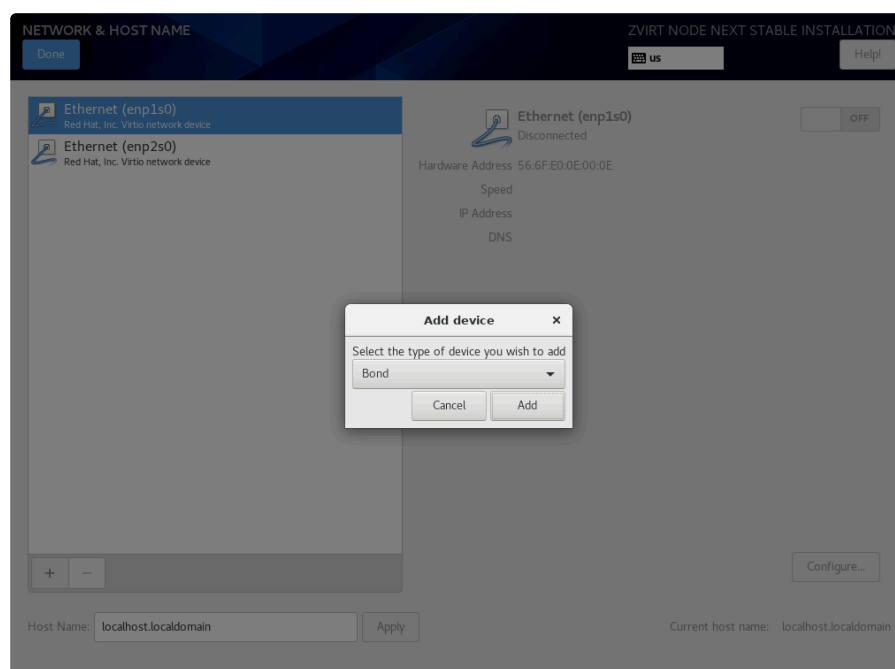 NETWORK & HOST NAME
ZVIRT NODE NEXT STABLE INSTALLATION
Done
us
Help!
Ethernet (enp1s0)
Red Hat, Inc. Virtio network device
Ethernet (enp2s0)
Red Hat, Inc. Virtio network device
Ethernet (enp1s0)
Disconnected
OFF
Hardware Address 56:6F:E0:0E:00:0E
Speed
IP Address
DNS
Add device
Select the type of device you wish to add
Bond
Cancel
Add
+ −
Configure...
Host Name: localhost.localdomain
Apply
Current host name: localhost.localdomain